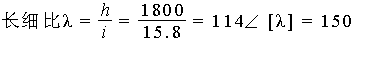 长细比λ = h/i = 1800/15.8 = 114∠ [λ] = 150